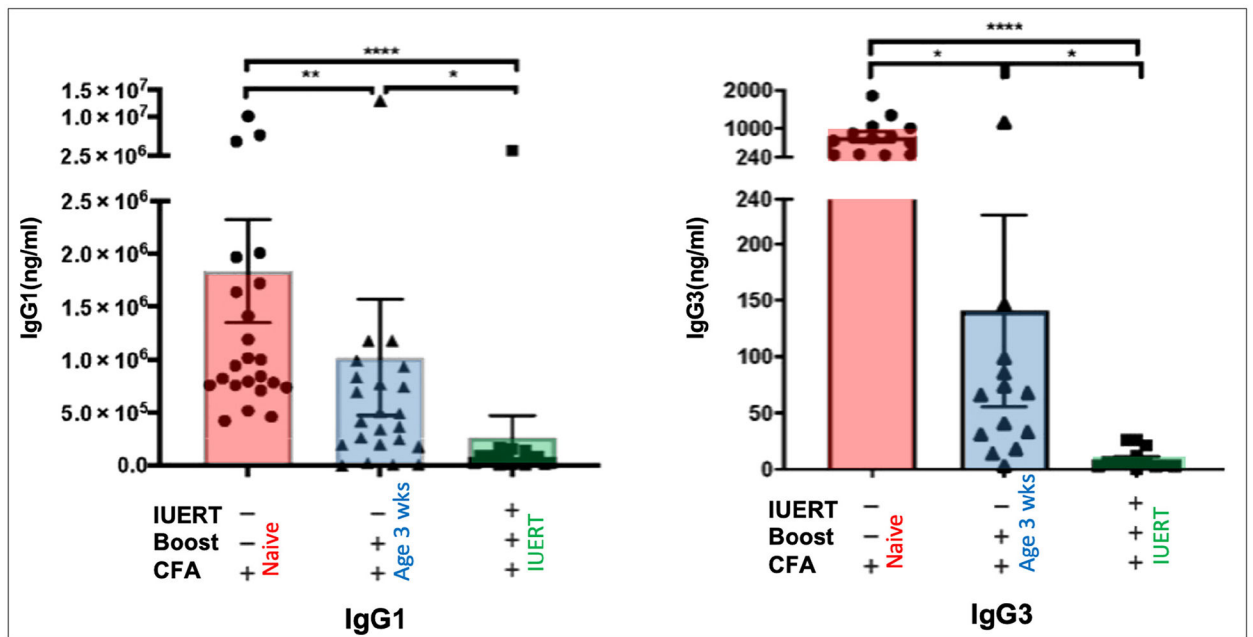 ****
** *
1.5 × 10⁷
1.0 × 10⁷
2.5 × 10⁶
2.5 × 10⁶
2.0 × 10⁶
1.5 × 10⁶
1.0 × 10⁶
5.0 × 10⁵
0.0
IgG1(ng/ml)
IUERT − − +
Boost − + +
CFA + + +
Naive
Age 3 wks
IUERT
IgG1
****
* *
2000
1000
240
240
200
150
100
50
0
IgG3(ng/ml)
IUERT − − +
Boost − + +
CFA + + +
Naive
Age 3 wks
IUERT
IgG3